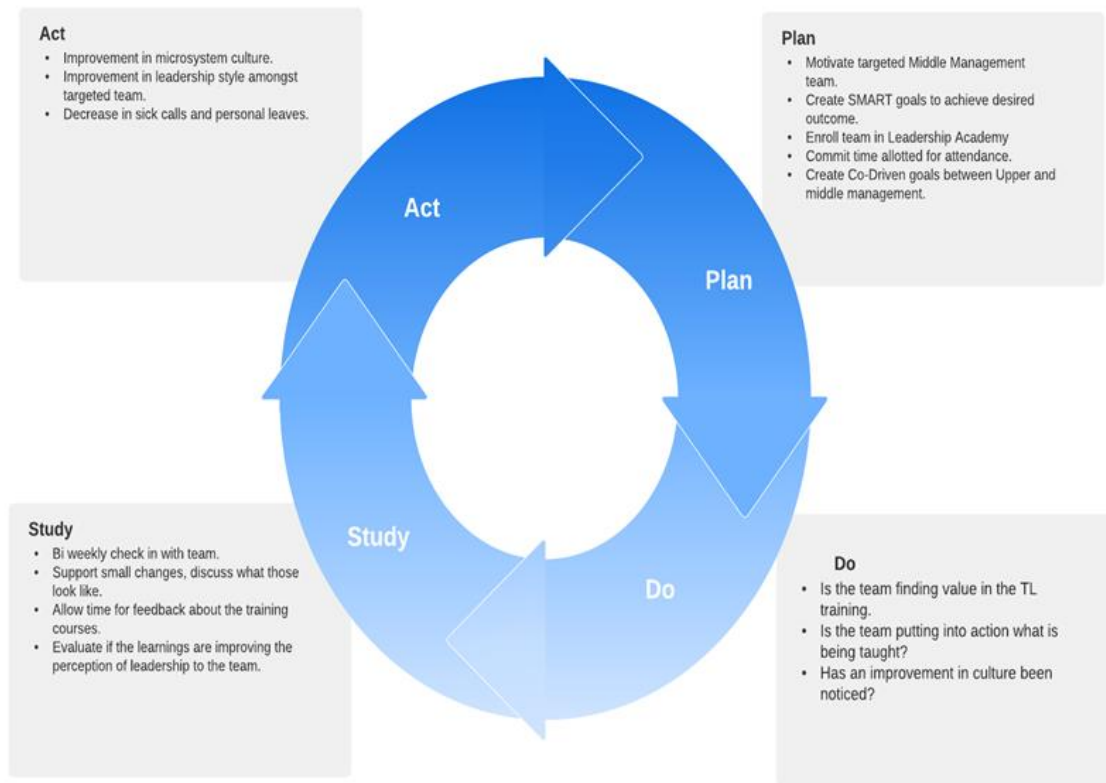 Act
• Improvement in microsystem culture.
• Improvement in leadership style amongst
targeted team.
• Decrease in sick calls and personal leaves.
Plan
• Motivate targeted Middle Management
team.
• Create SMART goals to achieve desired
outcome.
• Enroll team in Leadership Academy
• Commit time allotted for attendance.
• Create Co-Driven goals between Upper and
middle management.
Act
Plan
Study
Do
Study
• Bi weekly check in with team.
• Support small changes, discuss what those
look like.
• Allow time for feedback about the training
courses.
• Evaluate if the learnings are improving the
perception of leadership to the team.
Do
• Is the team finding value in the TL
training.
• Is the team putting into action what is
being taught?
• Has an improvement in culture been
noticed?